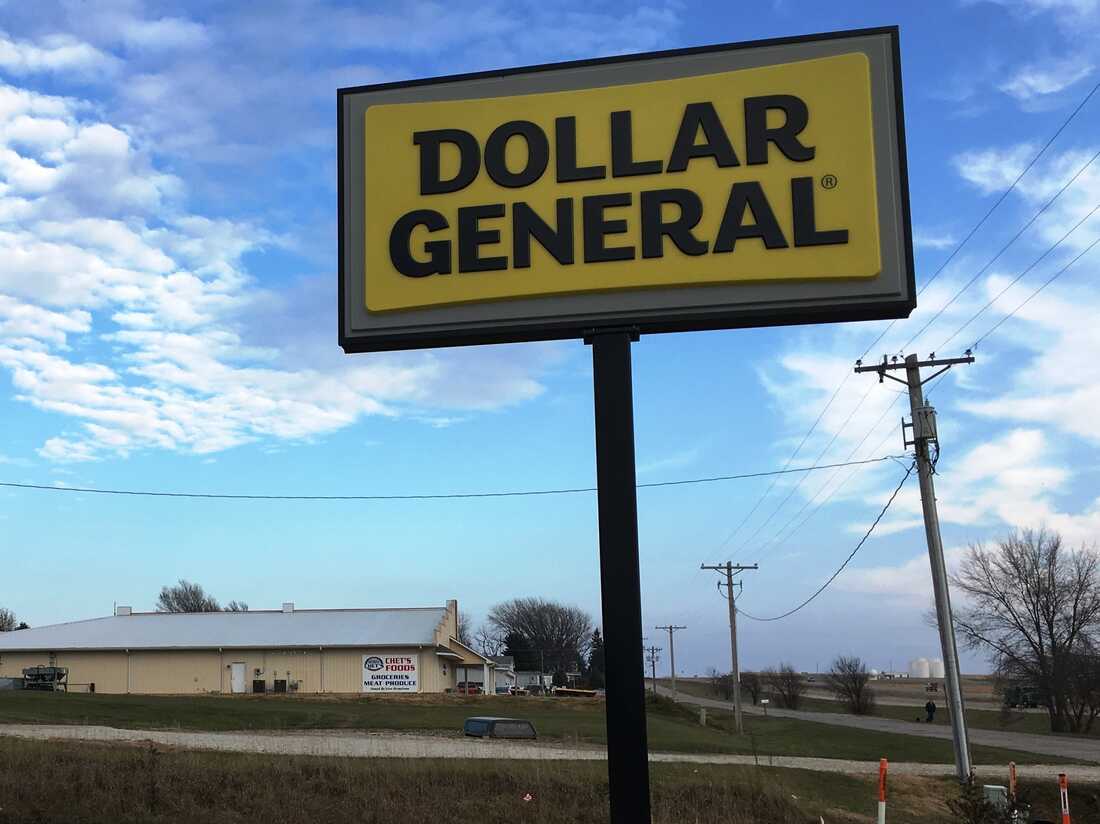 DOLLAR
GENERAL®
CHET'S
FOODS
GROCERIES
MEAT PRODUCE